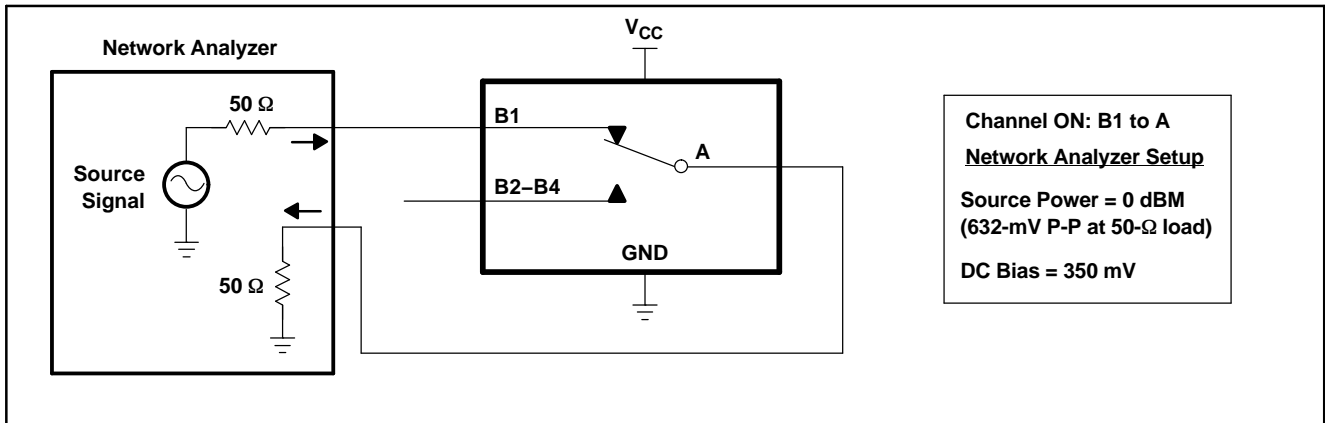 Network Analyzer
50 Ω
Source
Signal
50 Ω
V_CC
B1
A
B2–B4
GND
Channel ON: B1 to A
Network Analyzer Setup
Source Power = 0 dBM
(632-mV P-P at 50-Ω load)
DC Bias = 350 mV